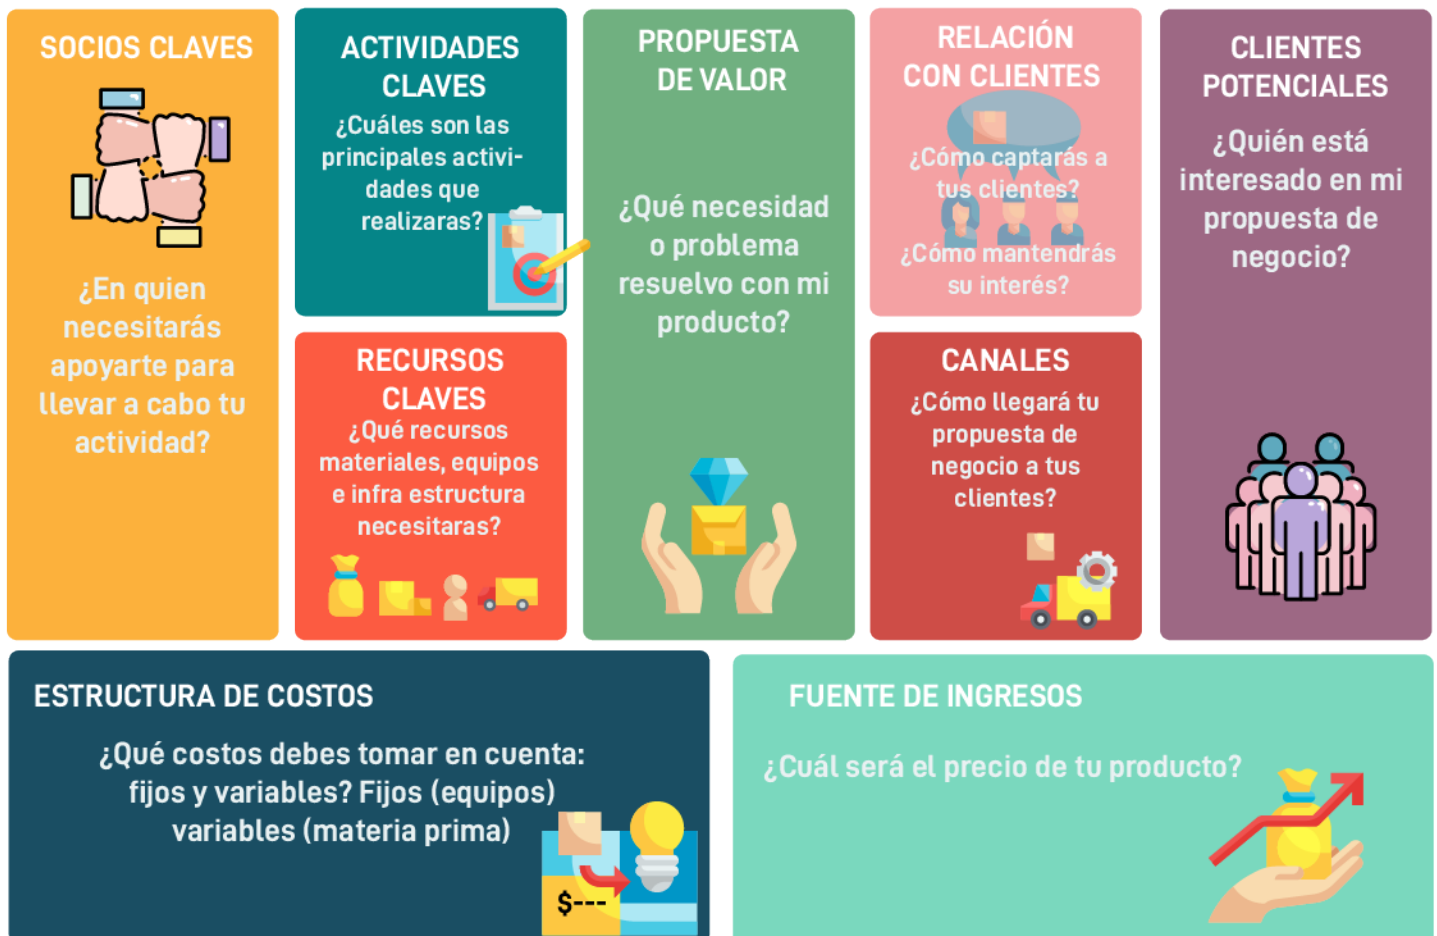 SOCIOS CLAVES
¿En quien
necesitarás
apoyarte para
llevar a cabo tu
actividad?
ACTIVIDADES
CLAVES
¿Cuáles son las
principales activi-
dades que
realizaras?
RECURSOS
CLAVES
¿Qué recursos
materiales, equipos
e infra estructura
necesitaras?
PROPUESTA
DE VALOR
¿Qué necesidad
o problema
resuelvo con mi
producto?
RELACIÓN
CON CLIENTES
¿Cómo captarás a
tus clientes?
¿Cómo mantendrás
su interés?
CANALES
¿Cómo llegará tu
propuesta de
negocio a tus
clientes?
CLIENTES
POTENCIALES
¿Quién está
interesado en mi
propuesta de
negocio?
ESTRUCTURA DE COSTOS
¿Qué costos debes tomar en cuenta:
fijos y variables? Fijos (equipos)
variables (materia prima)
$---
FUENTE DE INGRESOS
¿Cuál será el precio de tu producto?